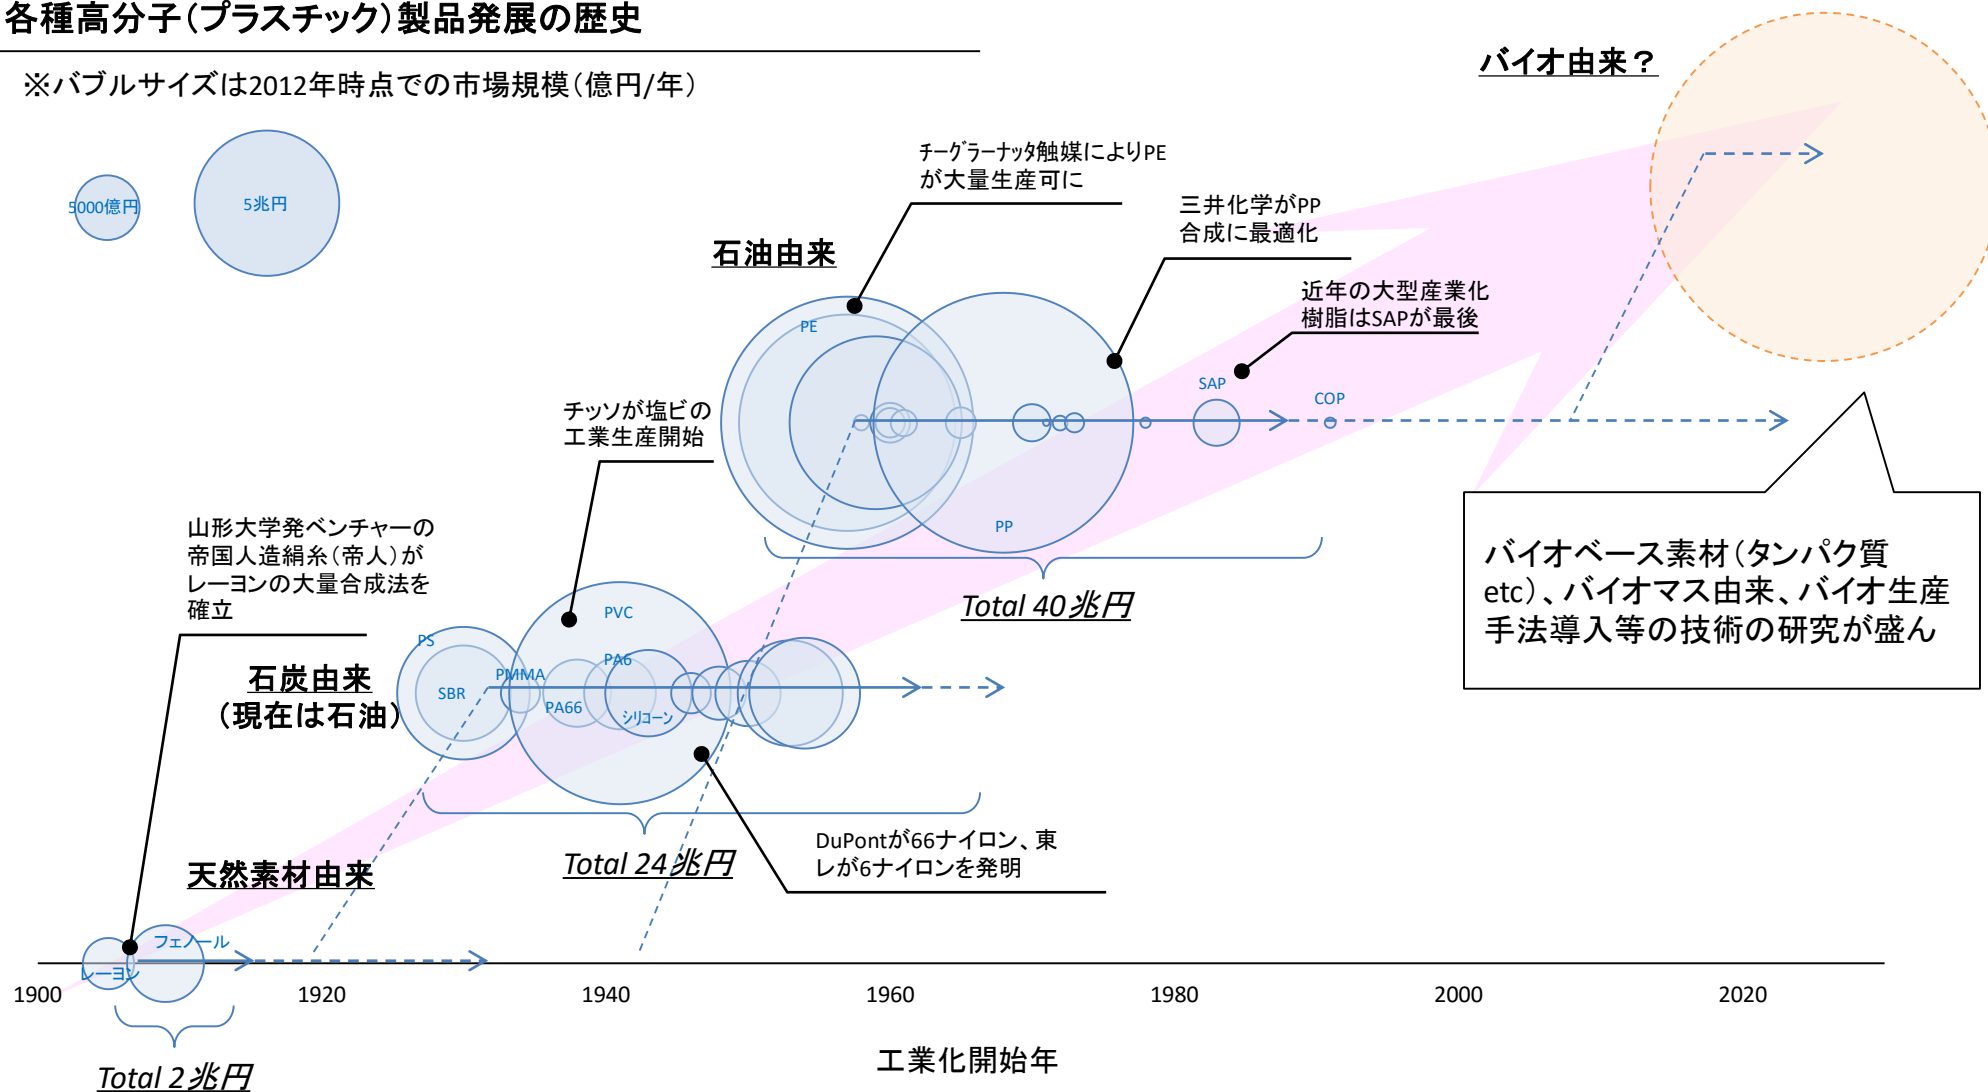 各種高分子（プラスチック）製品発展の歴史
※バブルサイズは2012年時点での市場規模（億円/年）
5000億円
5兆円
バイオ由来？
チーグラーナッタ触媒によりPE
が大量生産可に
三井化学がPP
合成に最適化
石油由来
近年の大型産業化
樹脂はSAPが最後
PE
SAP
COP
チッソが塩ビの
工業生産開始
PP
山形大学発ベンチャーの
帝国人造絹糸（帝人）が
レーヨンの大量合成法を
確立
Total 40兆円
バイオベース素材（タンパク質
etc）、バイオマス由来、バイオ生産
手法導入等の技術の研究が盛ん
石炭由来
（現在は石油）
PS
SBR
PMMA
PVC
PA6
PA66
シリコーン
Total 24兆円
DuPontが66ナイロン、東
レが6ナイロンを発明
天然素材由来
フェノール
レーヨン
1900
1920
1940
1960
1980
2000
2020
Total 2兆円
工業化開始年